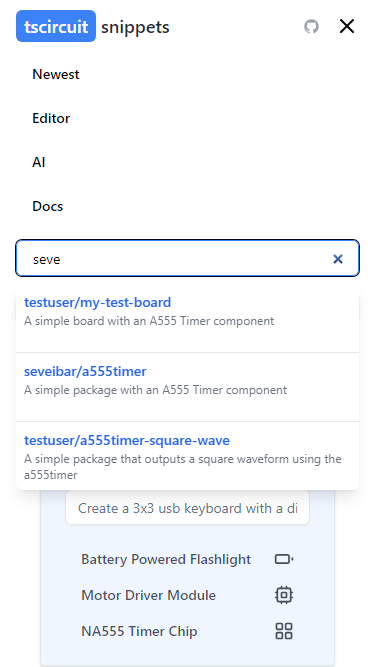 tscircuit snippets
Newest
Editor
AI
Docs
seve
testuser/my-test-board
A simple board with an A555 Timer component
seveibar/a555timer
A simple package with an A555 Timer component
testuser/a555timer-square-wave
A simple package that outputs a square waveform using the
a555timer
Create a 3x3 usb keyboard with a di
Battery Powered Flashlight
Motor Driver Module
NA555 Timer Chip